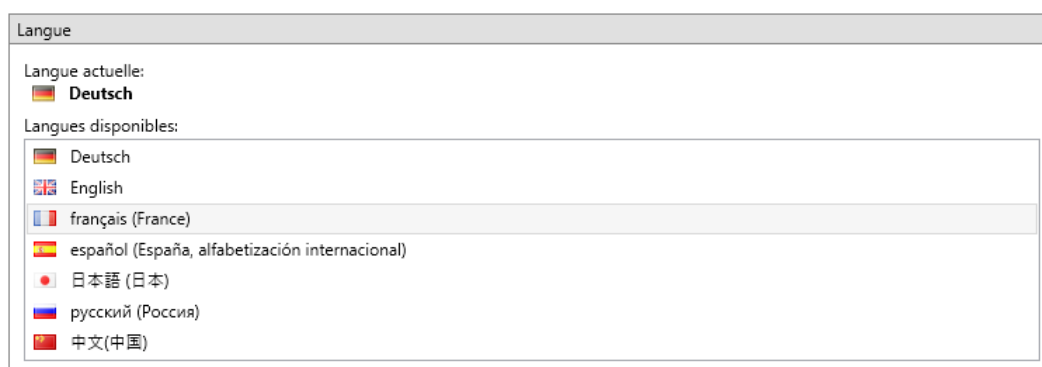 Langue
Langue actuelle:
Deutsch
Langues disponibles:
Deutsch
English
français (France)
español (España, alfabetización internacional)
日本語 (日本)
русский (Россия)
中文(中国)